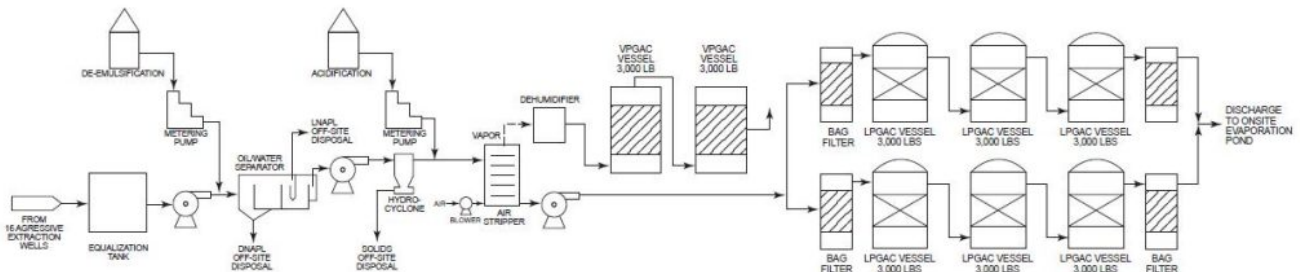 DE-EMULSIFICATION
METERING
PUMP
ACIDIFICATION
METERING
PUMP
LNAPL
OFF-SITE
DISPOSAL
OIL/WATER
SEPARATOR
FROM
16 AGRESSIVE
EXTRACTION
WELLS
EQUALIZATION
TANK
DNAPL
OFF-SITE
DISPOSAL
HYDRO-
CYCLONE
SOLIDS
OFF-SITE
DISPOSAL
VAPOR
AIR
BLOWER
AIR
STRIPPER
DEHUMIDIFIER
VPGAC
VESSEL
3,000 LB
VPGAC
VESSEL
3,000 LB
BAG
FILTER
LPGAC VESSEL
3,000 LBS
LPGAC VESSEL
3,000 LBS
LPGAC VESSEL
3,000 LBS
BAG
FILTER
DISCHARGE
TO ONSITE
EVAPORATION
POND
BAG
FILTER
LPGAC VESSEL
3,000 LBS
LPGAC VESSEL
3,000 LBS
LPGAC VESSEL
3,000 LBS
BAG
FILTER